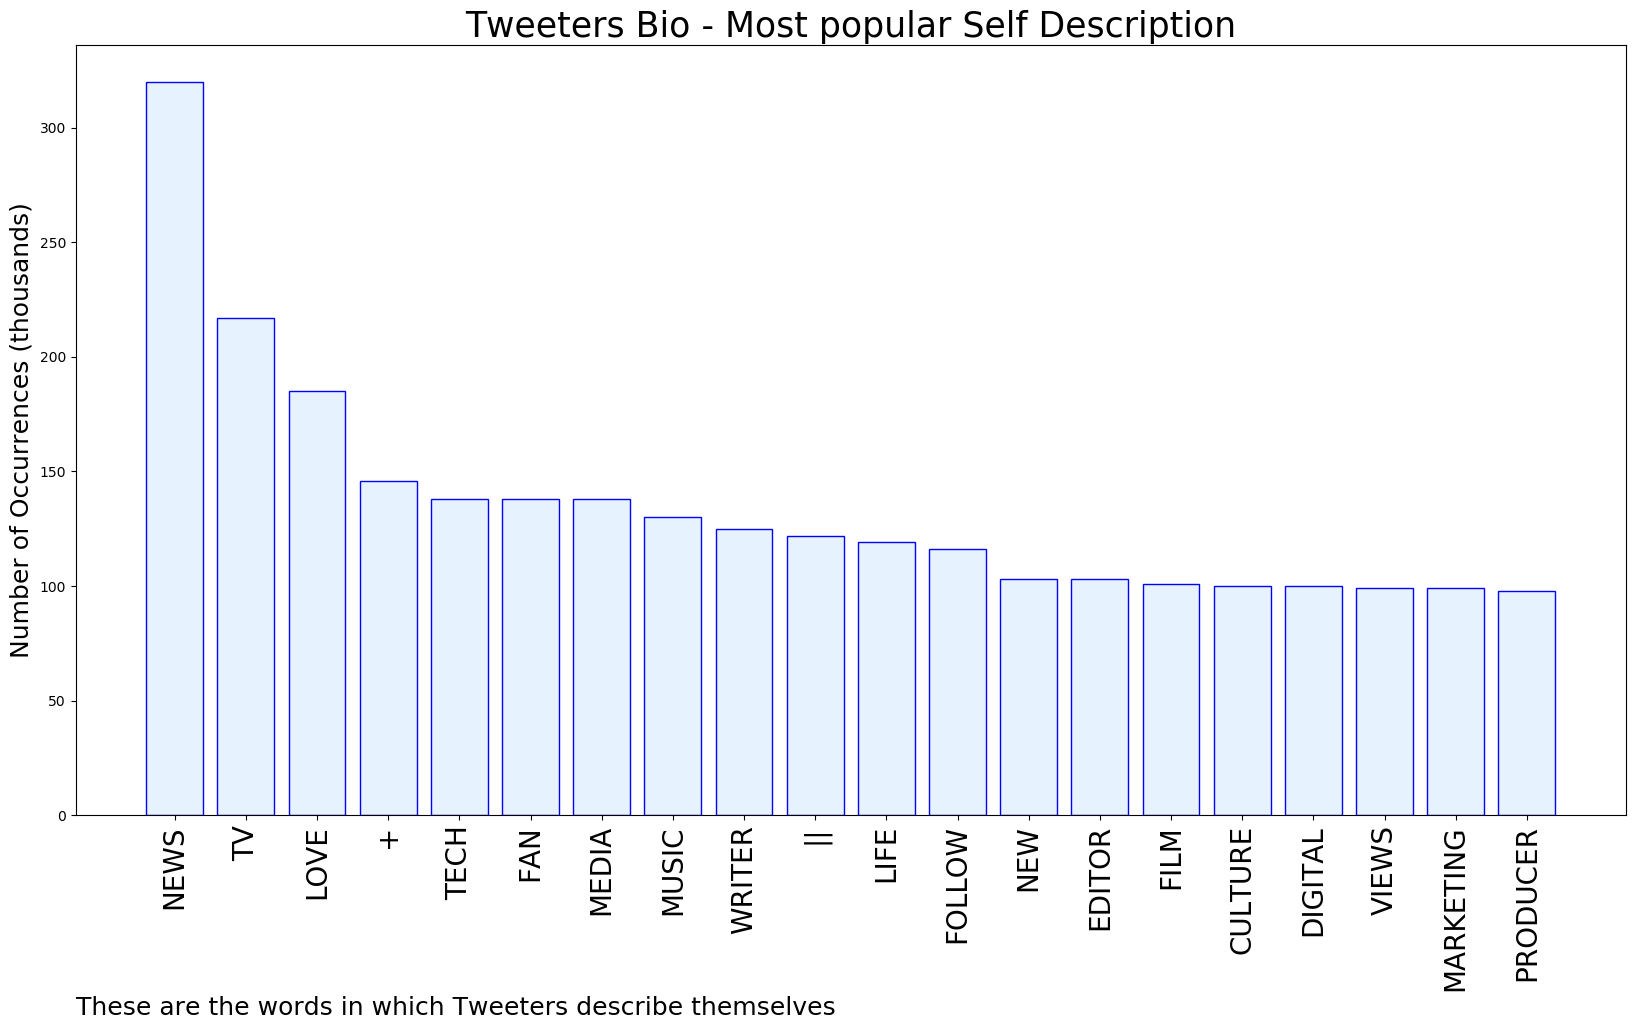 Tweeters Bio - Most popular Self Description
Number of Occurrences (thousands)
300
250
200
150
100
50
0
NEWS
TV
LOVE
+
TECH
FAN
MEDIA
MUSIC
WRITER
||
LIFE
FOLLOW
NEW
EDITOR
FILM
CULTURE
DIGITAL
VIEWS
MARKETING
PRODUCER
These are the words in which Tweeters describe themselves